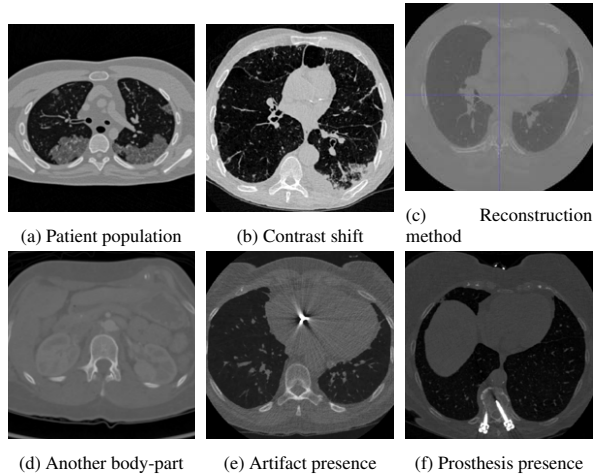 (a) Patient population
(b) Contrast shift
(c) Reconstruction
method
(d) Another body-part
(e) Artifact presence
(f) Prosthesis presence